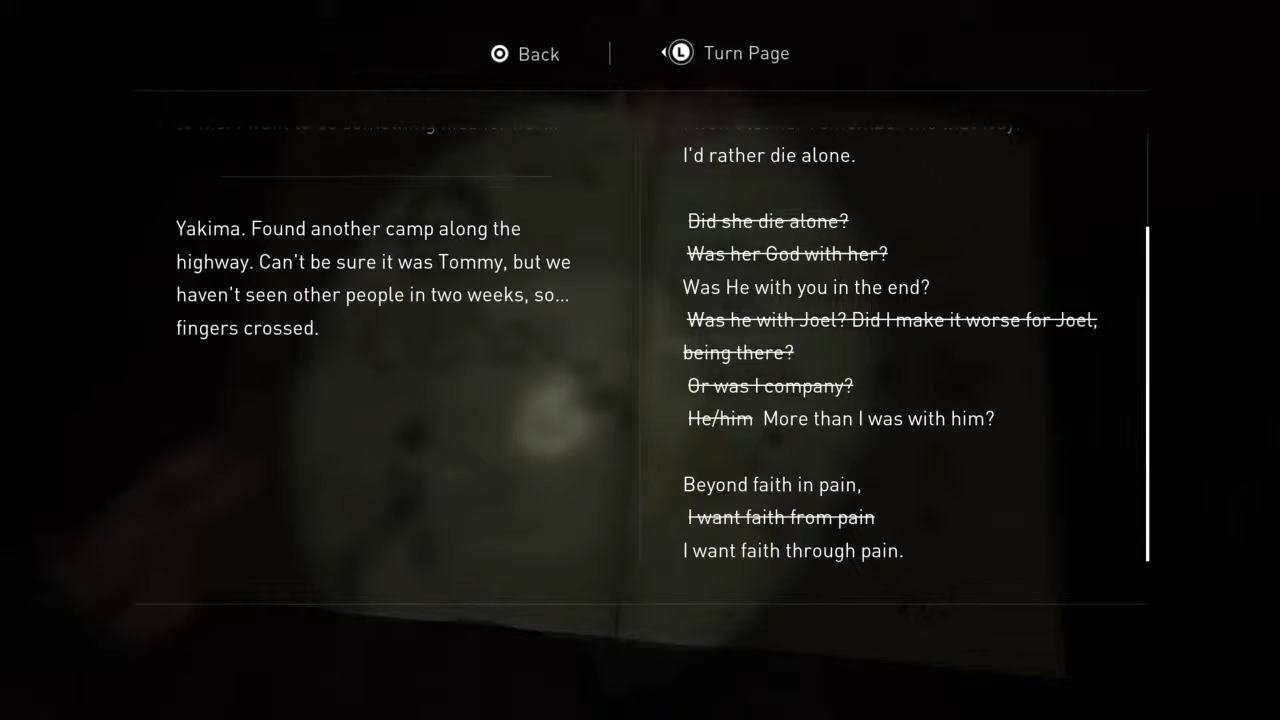 Back
L Turn Page
I'd rather die alone.
Yakima. Found another camp along the
highway. Can't be sure it was Tommy, but we
haven't seen other people in two weeks, so...
fingers crossed.
Did she die alone?
Was her God with her?
Was He with you in the end?
Was he with Joel? Did I make it worse for Joel,
being there?
Or was I company?
He/him More than I was with him?
Beyond faith in pain,
I want faith from pain
I want faith through pain.